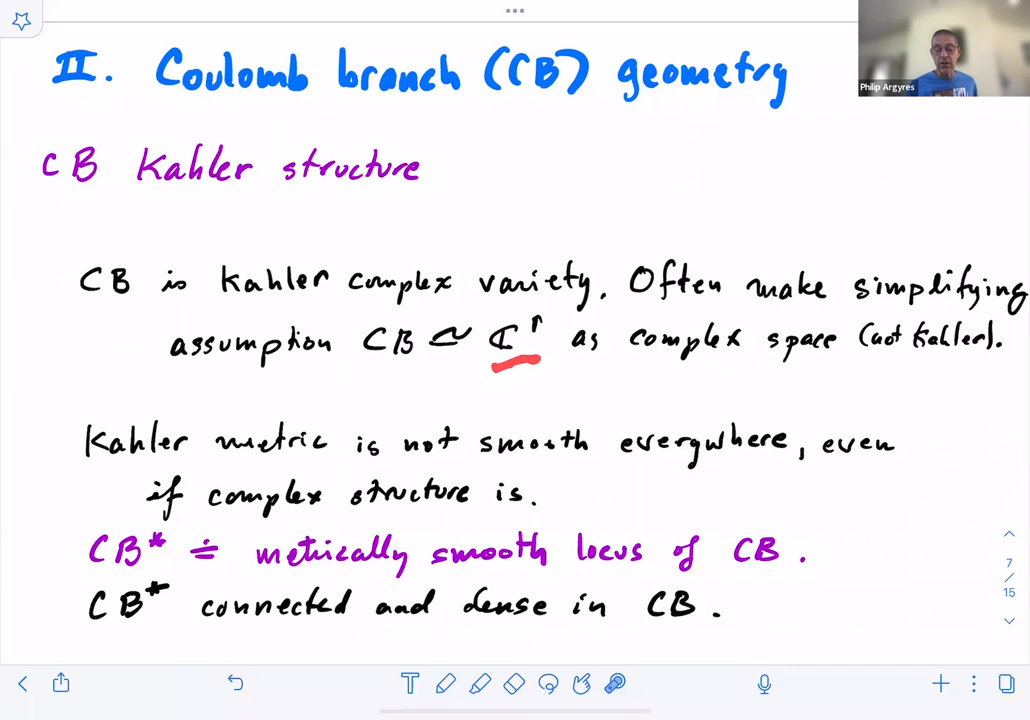 II. Coulomb branch (CB) geometry
Philip Argyres
CB Kahler structure
CB is Kahler complex variety. Often make simplifying
assumption CB ≃ ℂʳ as complex space (not Kahler).
Kahler metric is not smooth everywhere, even
if complex structure is.
CB* ≐ metrically smooth locus of CB.
CB* connected and dense in CB.
7
/
15
T